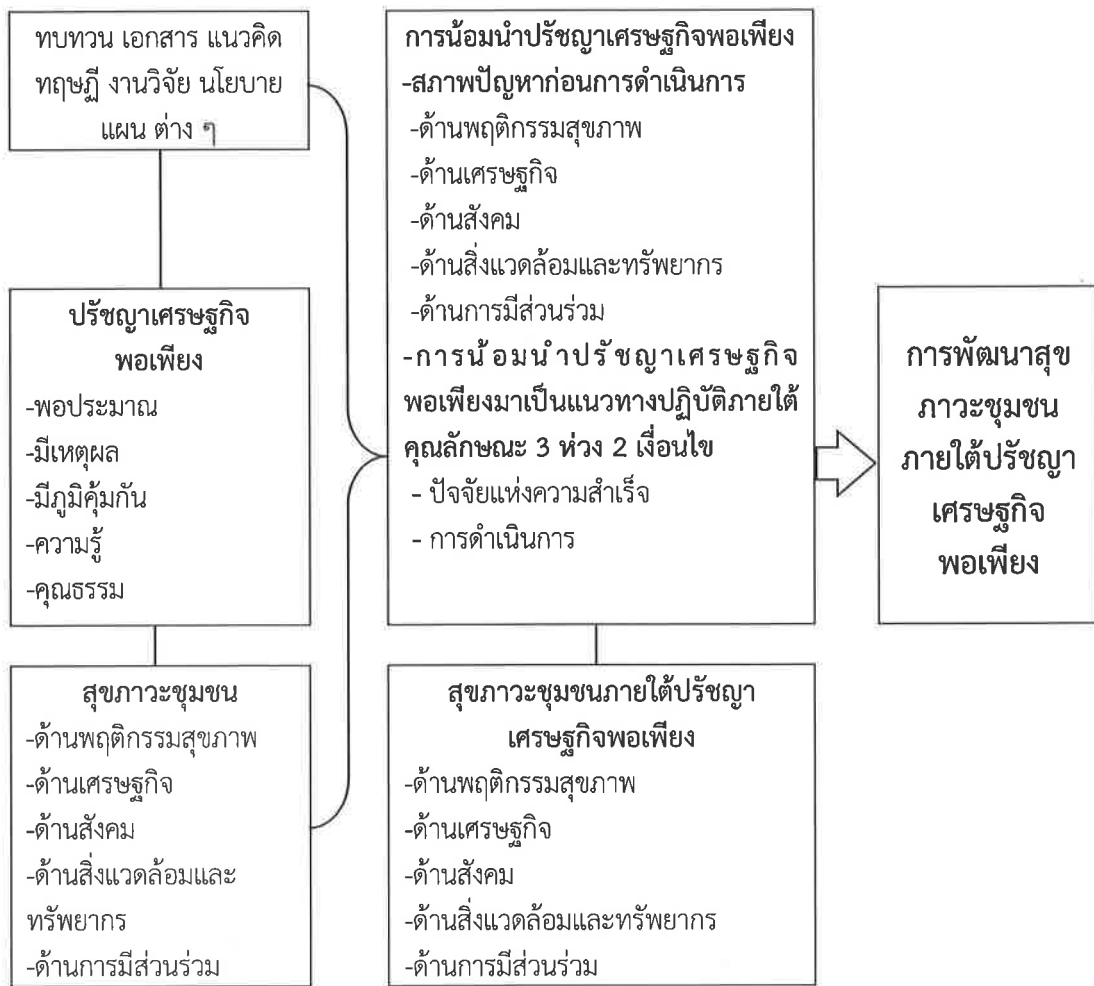 ทบทวน เอกสาร แนวคิด
ทฤษฎี งานวิจัย นโยบาย
แผน ต่าง ๆ
ปรัชญาเศรษฐกิจ
พอเพียง
-พอประมาณ
-มีเหตุผล
-มีภูมิคุ้มกัน
-ความรู้
-คุณธรรม
สุขภาวะชุมชน
-ด้านพฤติกรรมสุขภาพ
-ด้านเศรษฐกิจ
-ด้านสังคม
-ด้านสิ่งแวดล้อมและ
ทรัพยากร
-ด้านการมีส่วนร่วม
การน้อมนำปรัชญาเศรษฐกิจพอเพียง
-สภาพปัญหาก่อนการดำเนินการ
-ด้านพฤติกรรมสุขภาพ
-ด้านเศรษฐกิจ
-ด้านสังคม
-ด้านสิ่งแวดล้อมและทรัพยากร
-ด้านการมีส่วนร่วม
-การน้อมนำปรัชญาเศรษฐกิจ
พอเพียงมาเป็นแนวทางปฏิบัติภายใต้
คุณลักษณะ 3 ห่วง 2 เงื่อนไข
- ปัจจัยแห่งความสำเร็จ
- การดำเนินการ
สุขภาวะชุมชนภายใต้ปรัชญา
เศรษฐกิจพอเพียง
-ด้านพฤติกรรมสุขภาพ
-ด้านเศรษฐกิจ
-ด้านสังคม
-ด้านสิ่งแวดล้อมและทรัพยากร
-ด้านการมีส่วนร่วม
การพัฒนาสุข
ภาวะชุมชน
ภายใต้ปรัชญา
เศรษฐกิจ
พอเพียง